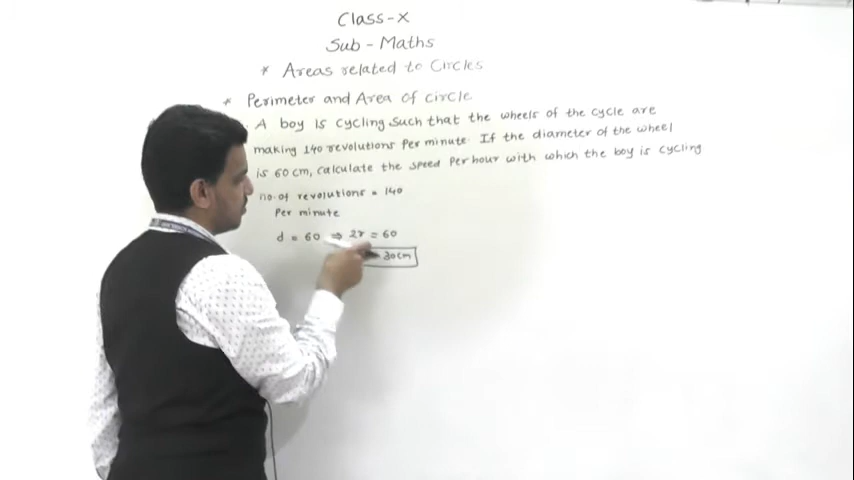 Class-X
Sub - Maths
* Areas related to Circles
* Perimeter and Area of circle
A boy is cycling such that the wheels of the cycle are
making 140 revolutions per minute. If the diameter of the wheel
is 60 cm, calculate the speed per hour with which the boy is cycling
no. of revolutions = 140
Per minute
d = 60 ⇒ 2r = 60
30cm